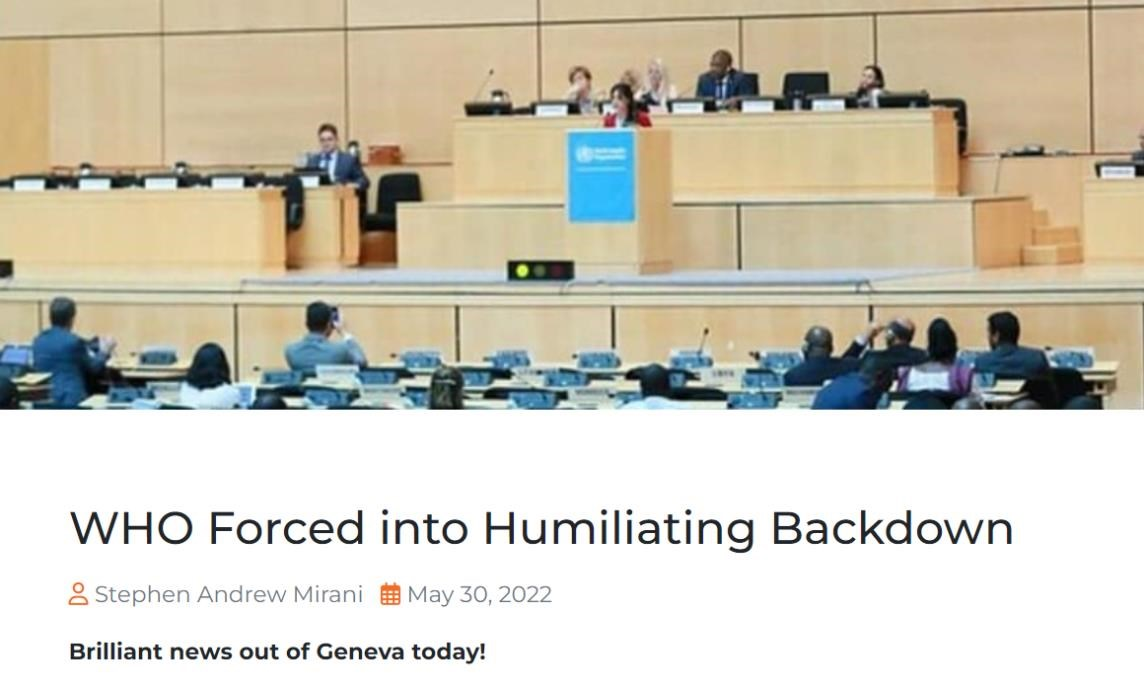 WHO Forced into Humiliating Backdown
Stephen Andrew Mirani May 30, 2022
Brilliant news out of Geneva today!